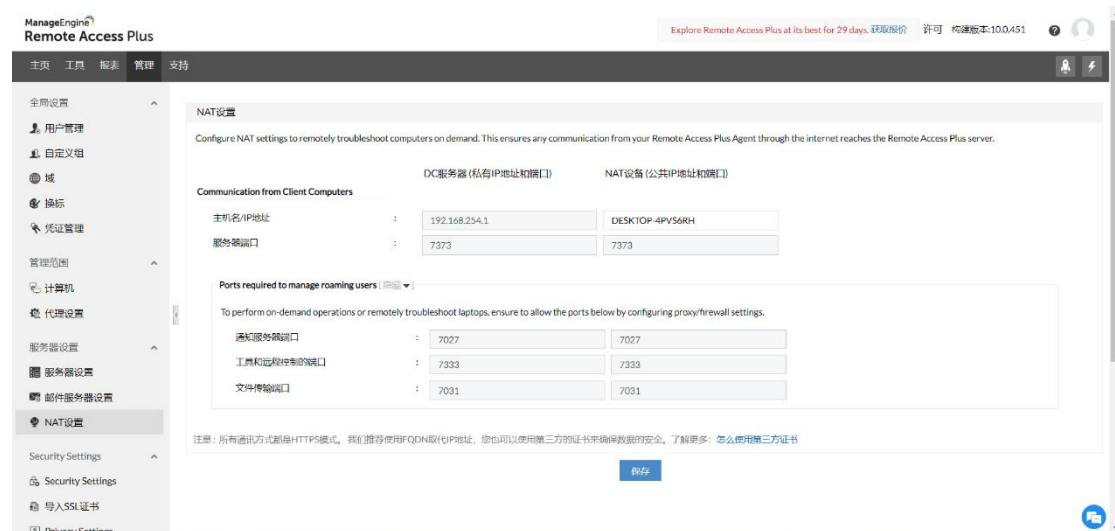 ManageEngine
Remote Access Plus
Explore Remote Access Plus at its best for 29 days. 获取报价 许可 构建版本:10.0.451
主页 工具 报表 管理 支持
全局设置
用户管理
自定义组
域
换标
凭证管理
管理范围
计算机
代理设置
服务器设置
服务器设置
邮件服务器设置
NAT设置
Security Settings
Security Settings
导入SSL证书
Privacy Settings
NAT设置
Configure NAT settings to remotely troubleshoot computers on demand. This ensures any communication from your Remote Access Plus Agent through the internet reaches the Remote Access Plus server.
DC服务器 (私有IP地址和端口) NAT设备 (公共IP地址和端口)
Communication from Client Computers
主机名/IP地址 : 192.168.254.1 DESKTOP-4PVS6RH
服务器端口 : 7373 7373
Ports required to manage roaming users [ 隐藏 ]
To perform on-demand operations or remotely troubleshoot laptops, ensure to allow the ports below by configuring proxy/firewall settings.
通知服务器端口 : 7027 7027
工具和远程控制的端口 : 7333 7333
文件传输端口 : 7031 7031
注意：所有通讯方式都是HTTPS模式。 我们推荐使用FQDN取代IP地址．您也可以使用第三方的证书来确保数据的安全。了解更多：怎么使用第三方证书
保存